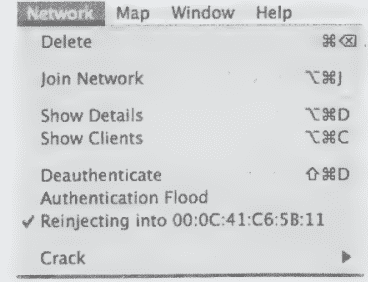 Network Map Window Help
Delete ⌘⌫
Join Network ⌥⌘J
Show Details ⌥⌘D
Show Clients ⌥⌘C
Deauthenticate ⇧⌘D
Authentication Flood
✓ Reinjecting into 00:0C:41:C6:5B:11
Crack ▶